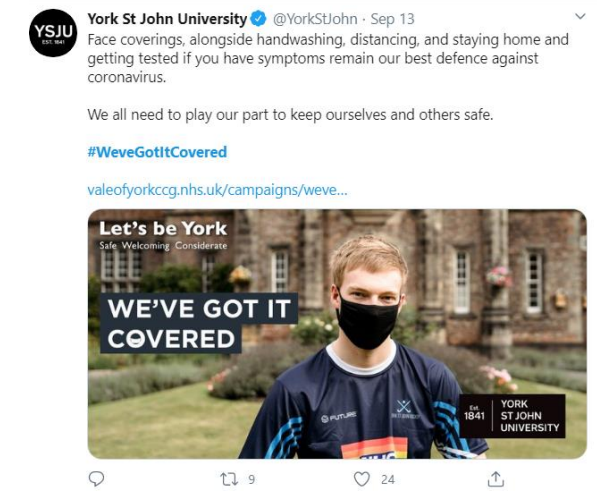 YSJU
EST. 1841
York St John University @YorkStJohn · Sep 13
Face coverings, alongside handwashing, distancing, and staying home and
getting tested if you have symptoms remain our best defence against
coronavirus.
We all need to play our part to keep ourselves and others safe.
#WeveGotItCovered
valeofyorkccg.nhs.uk/campaigns/weve...
Let's be York
Safe Welcoming Considerate
WE'VE GOT IT
COVERED
FUTURE
Est.
1841
YORK
ST JOHN
UNIVERSITY
9
24